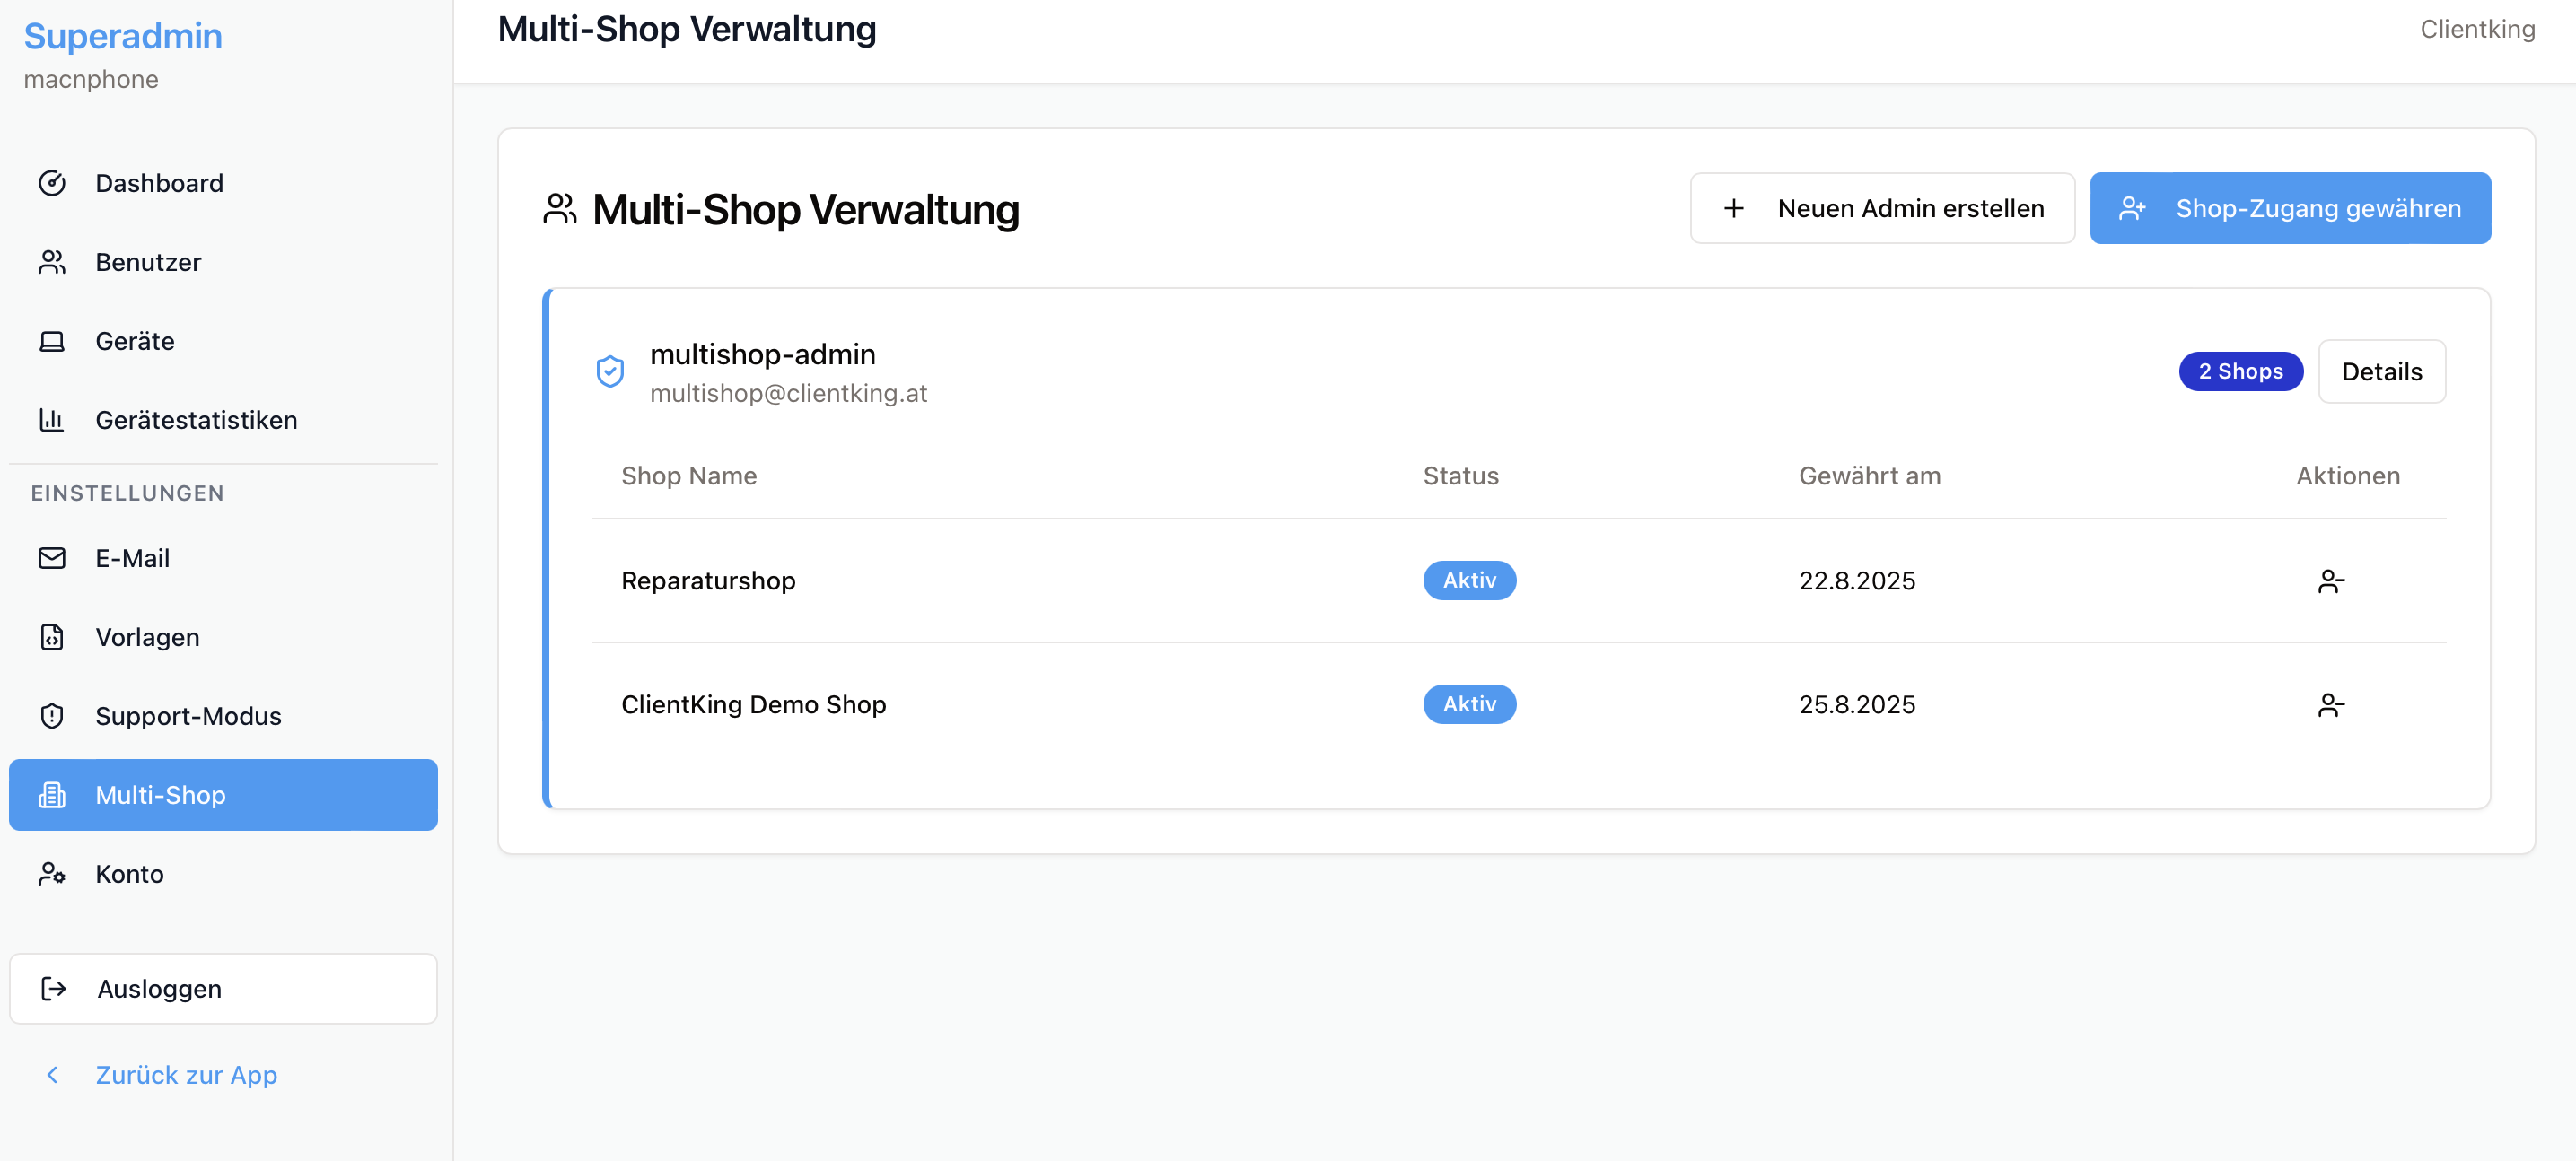 Superadmin
macnphone
Dashboard
Benutzer
Geräte
Gerätestatistiken
EINSTELLUNGEN
E-Mail
Vorlagen
Support-Modus
Multi-Shop
Konto
Ausloggen
Zurück zur App
Multi-Shop Verwaltung
Clientking
Multi-Shop Verwaltung
Neuen Admin erstellen
Shop-Zugang gewähren
multishop-admin
multishop@clientking.at
2 Shops
Details
Shop Name Status Gewährt am Aktionen
Reparaturshop Aktiv 22.8.2025
ClientKing Demo Shop Aktiv 25.8.2025